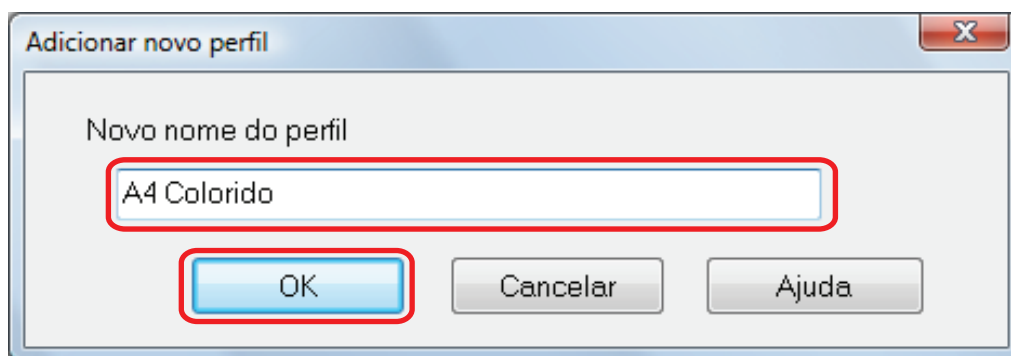 Adicionar novo perfil
Novo nome do perfil
A4 Colorido
OK Cancelar Ajuda